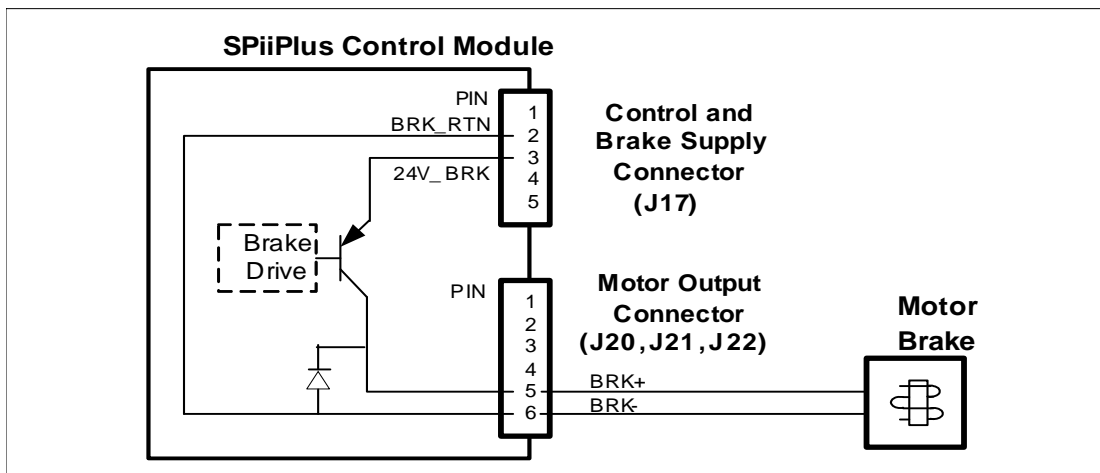 SPiiPlus Control Module
PIN
1
BRK_RTN
2
3
24V_BRK
4
5
Control and
Brake Supply
Connector
(J17)
Brake
Drive
PIN
1
2
3
4
5
6
Motor Output
Connector
(J20,J21,J22)
BRK+
BRK-
Motor
Brake